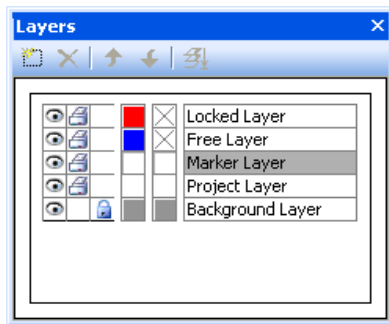 Layers
Locked Layer
Free Layer
Marker Layer
Project Layer
Background Layer